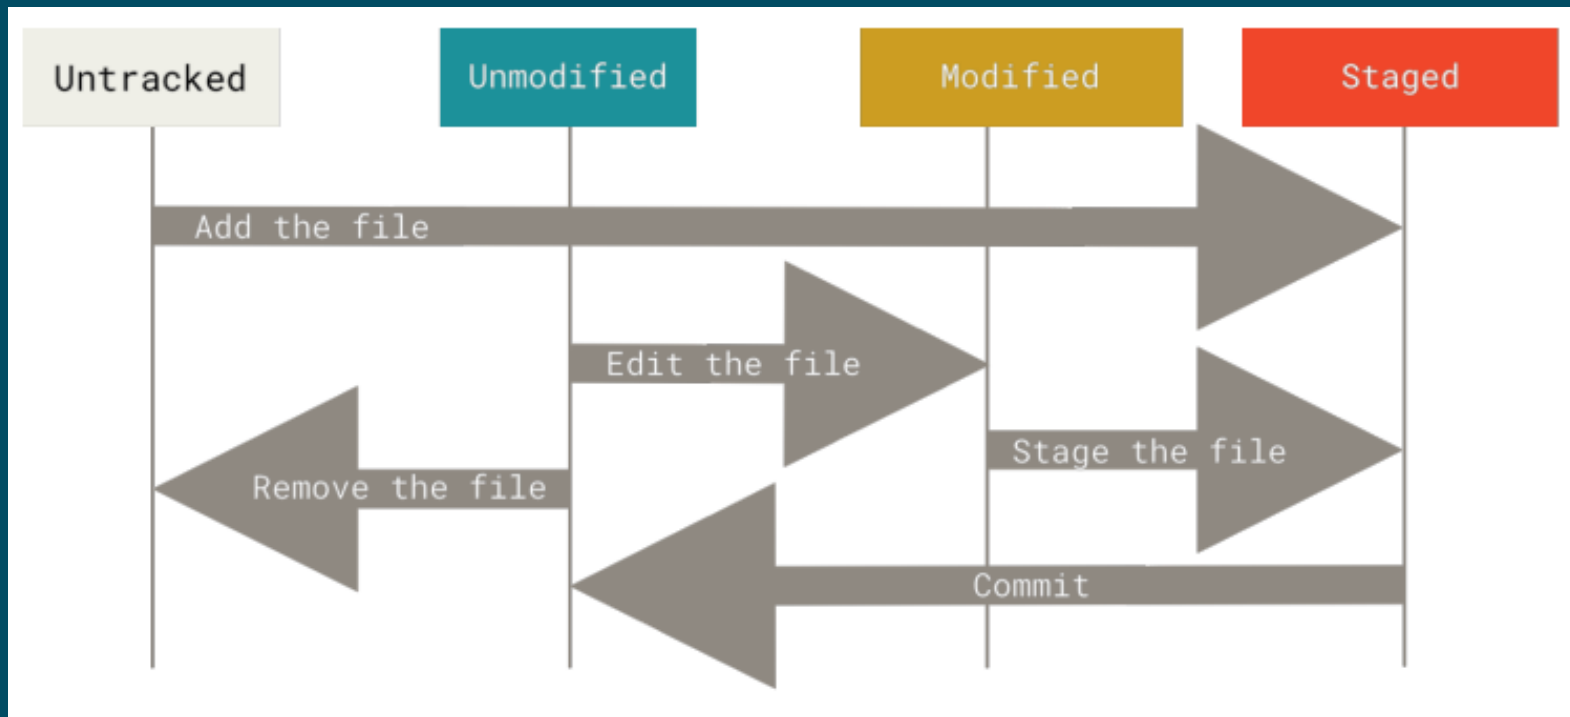 Untracked
Unmodified
Modified
Staged
Add the file
Edit the file
Stage the file
Remove the file
Commit